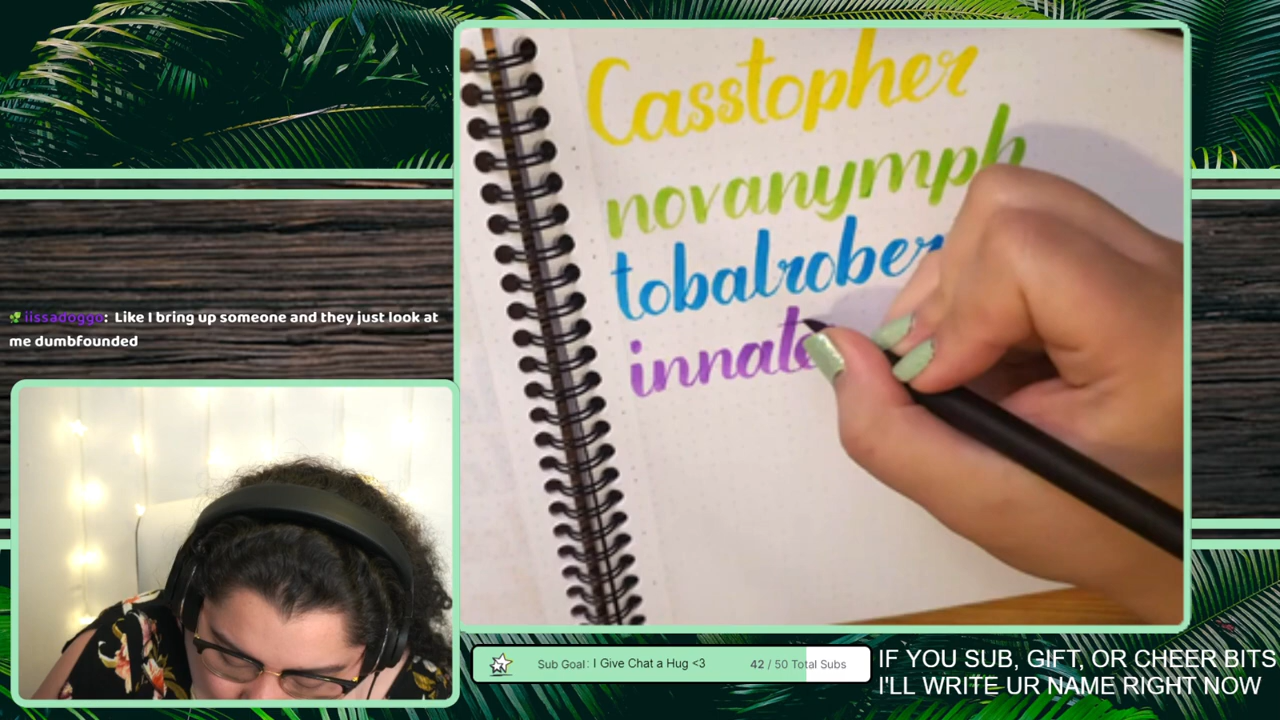 Casstopher
novanymph
tobalrober
innate
iissadoggo: Like I bring up someone and they just look at
me dumbfounded
Sub Goal: I Give Chat a Hug <3 42 / 50 Total Subs
IF YOU SUB, GIFT, OR CHEER BITS
I'LL WRITE UR NAME RIGHT NOW